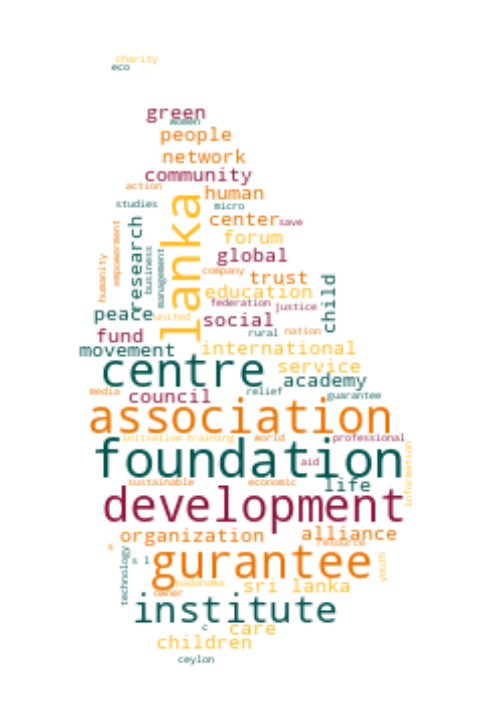 charity
eco
green
women
people
network
community
action
human
studies
micro
lanka
center
save
research
forum
empowerment
business
management
global
humanity
company
trust
education
child
federation
justice
peace
united
social
fund
rural
nation
movement
international
centre
service
academy
media
council
relief
guarantee
association
initiative
training
world
professional
foundation
aid
information
sustainable
economic
life
development
organization
alliance
resource
s
technology
s l
gurantee
youth
padanama
owner
sri lanka
institute
c
care
children
ceylon